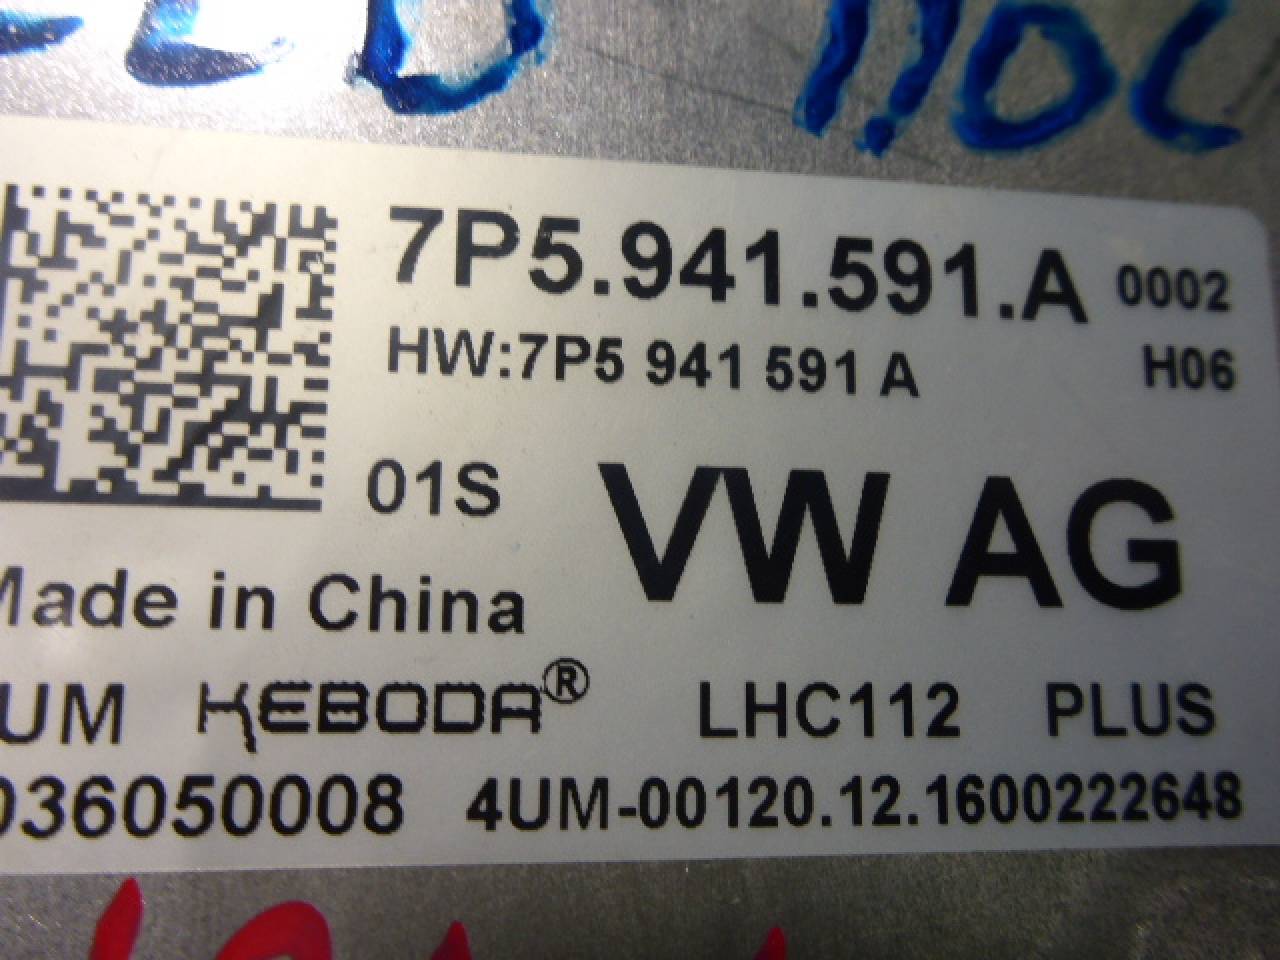 7P5.941.591.A 0002
HW:7P5 941 591 A H06
01S VW AG
Made in China
UM KEBODA® LHC112 PLUS
036050008 4UM-00120.12.1600222648